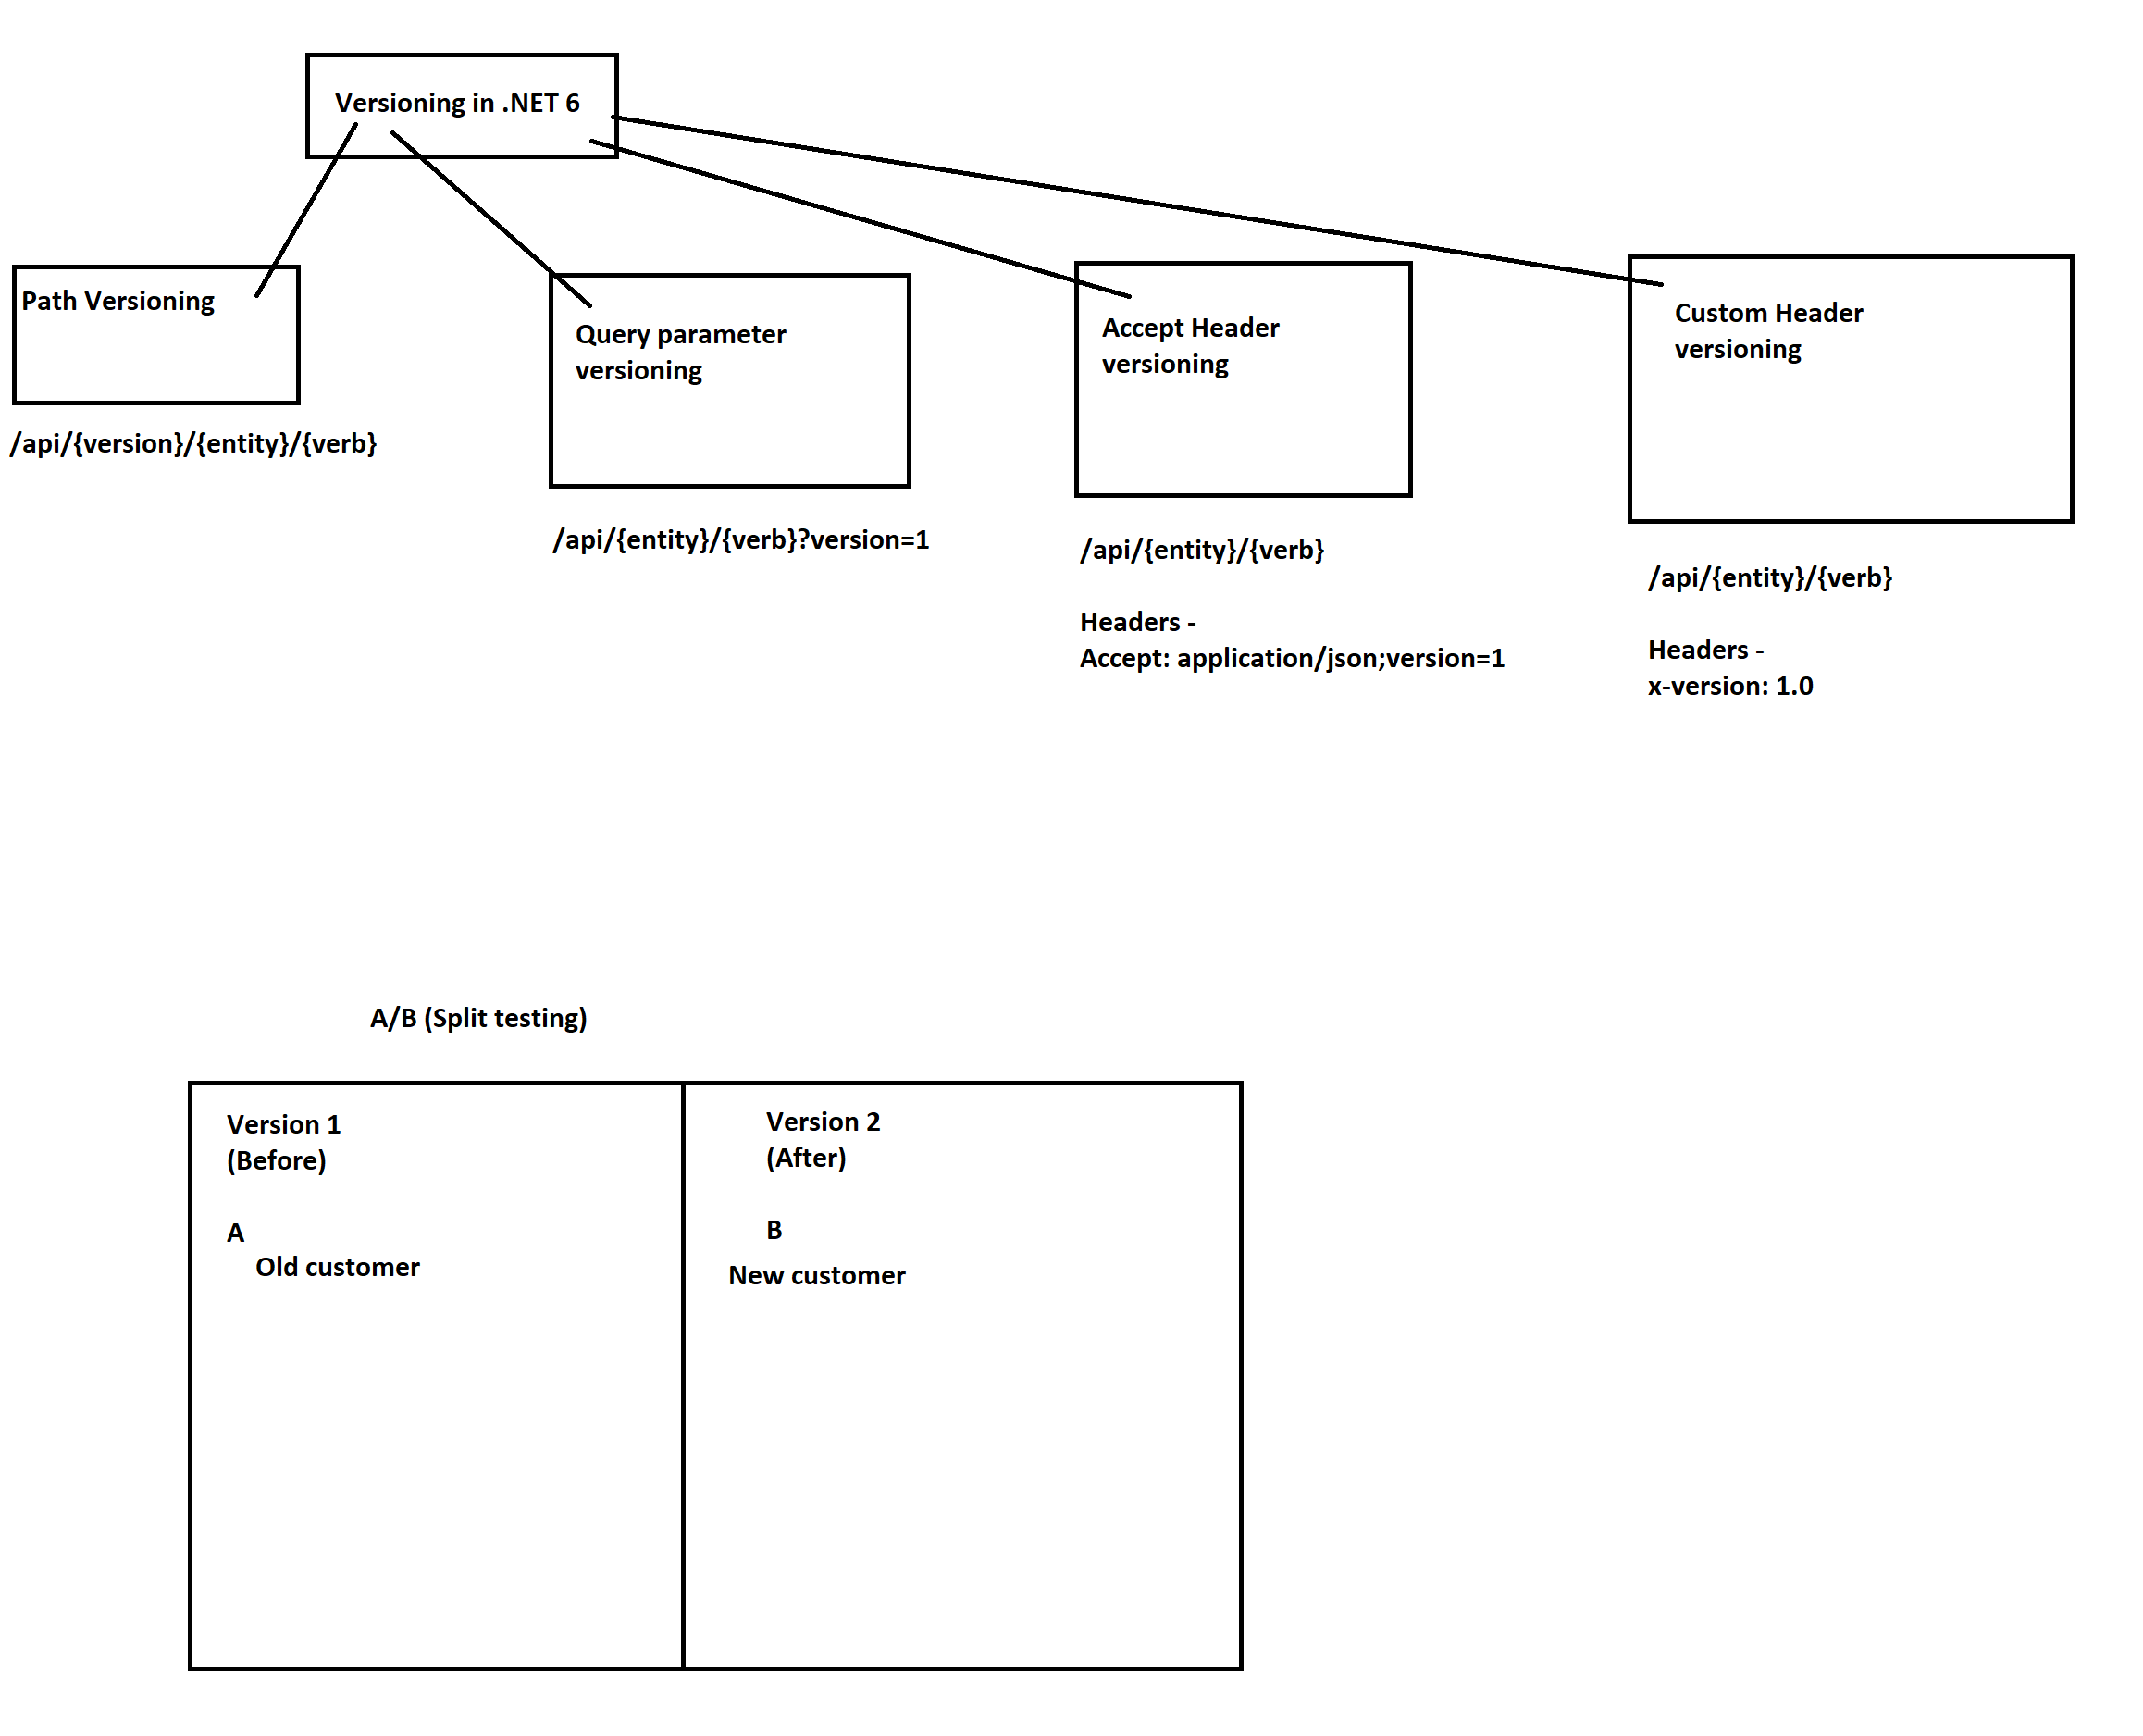 Versioning in .NET 6
Path Versioning
/api/{version}/{entity}/{verb}
Query parameter
versioning
/api/{entity}/{verb}?version=1
Accept Header
versioning
/api/{entity}/{verb}
Headers -
Accept: application/json;version=1
Custom Header
versioning
/api/{entity}/{verb}
Headers -
x-version: 1.0
A/B (Split testing)
Version 1
(Before)
A
Old customer
Version 2
(After)
B
New customer